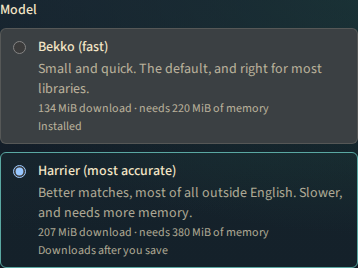 Model
Bekko (fast)
Small and quick. The default, and right for most
libraries.
134 MiB download · needs 220 MiB of memory
Installed
Harrier (most accurate)
Better matches, most of all outside English. Slower,
and needs more memory.
207 MiB download · needs 380 MiB of memory
Downloads after you save